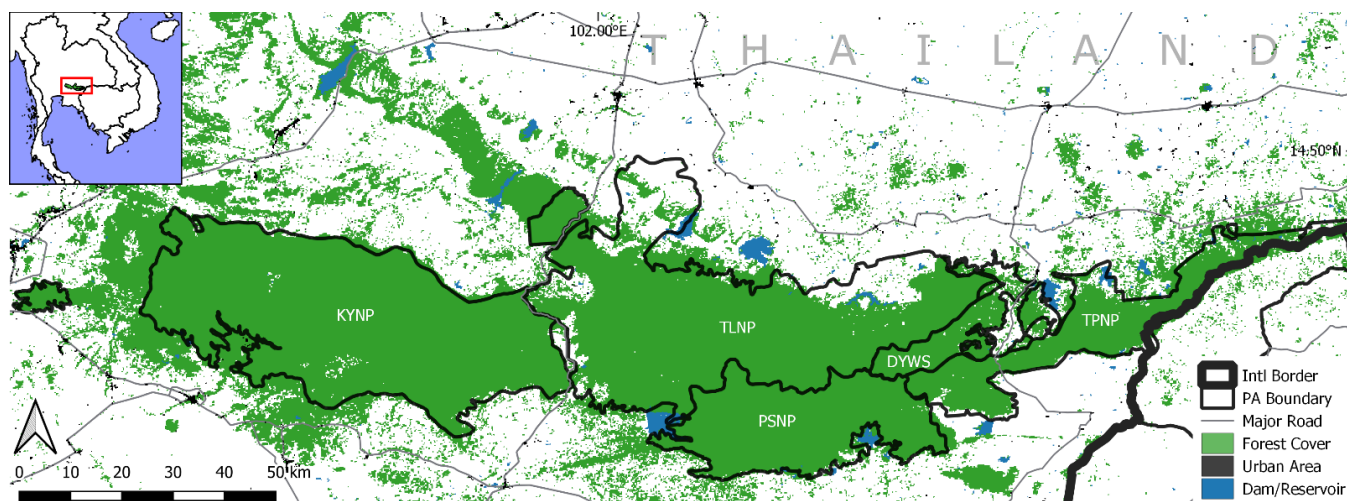 102.00°E
THAILAND
14.50°N
KYNP
TLNP
TPNP
DYWS
PSNP
Intl Border
PA Boundary
Major Road
Forest Cover
Urban Area
Dam/Reservoir
0 10 20 30 40 50 km